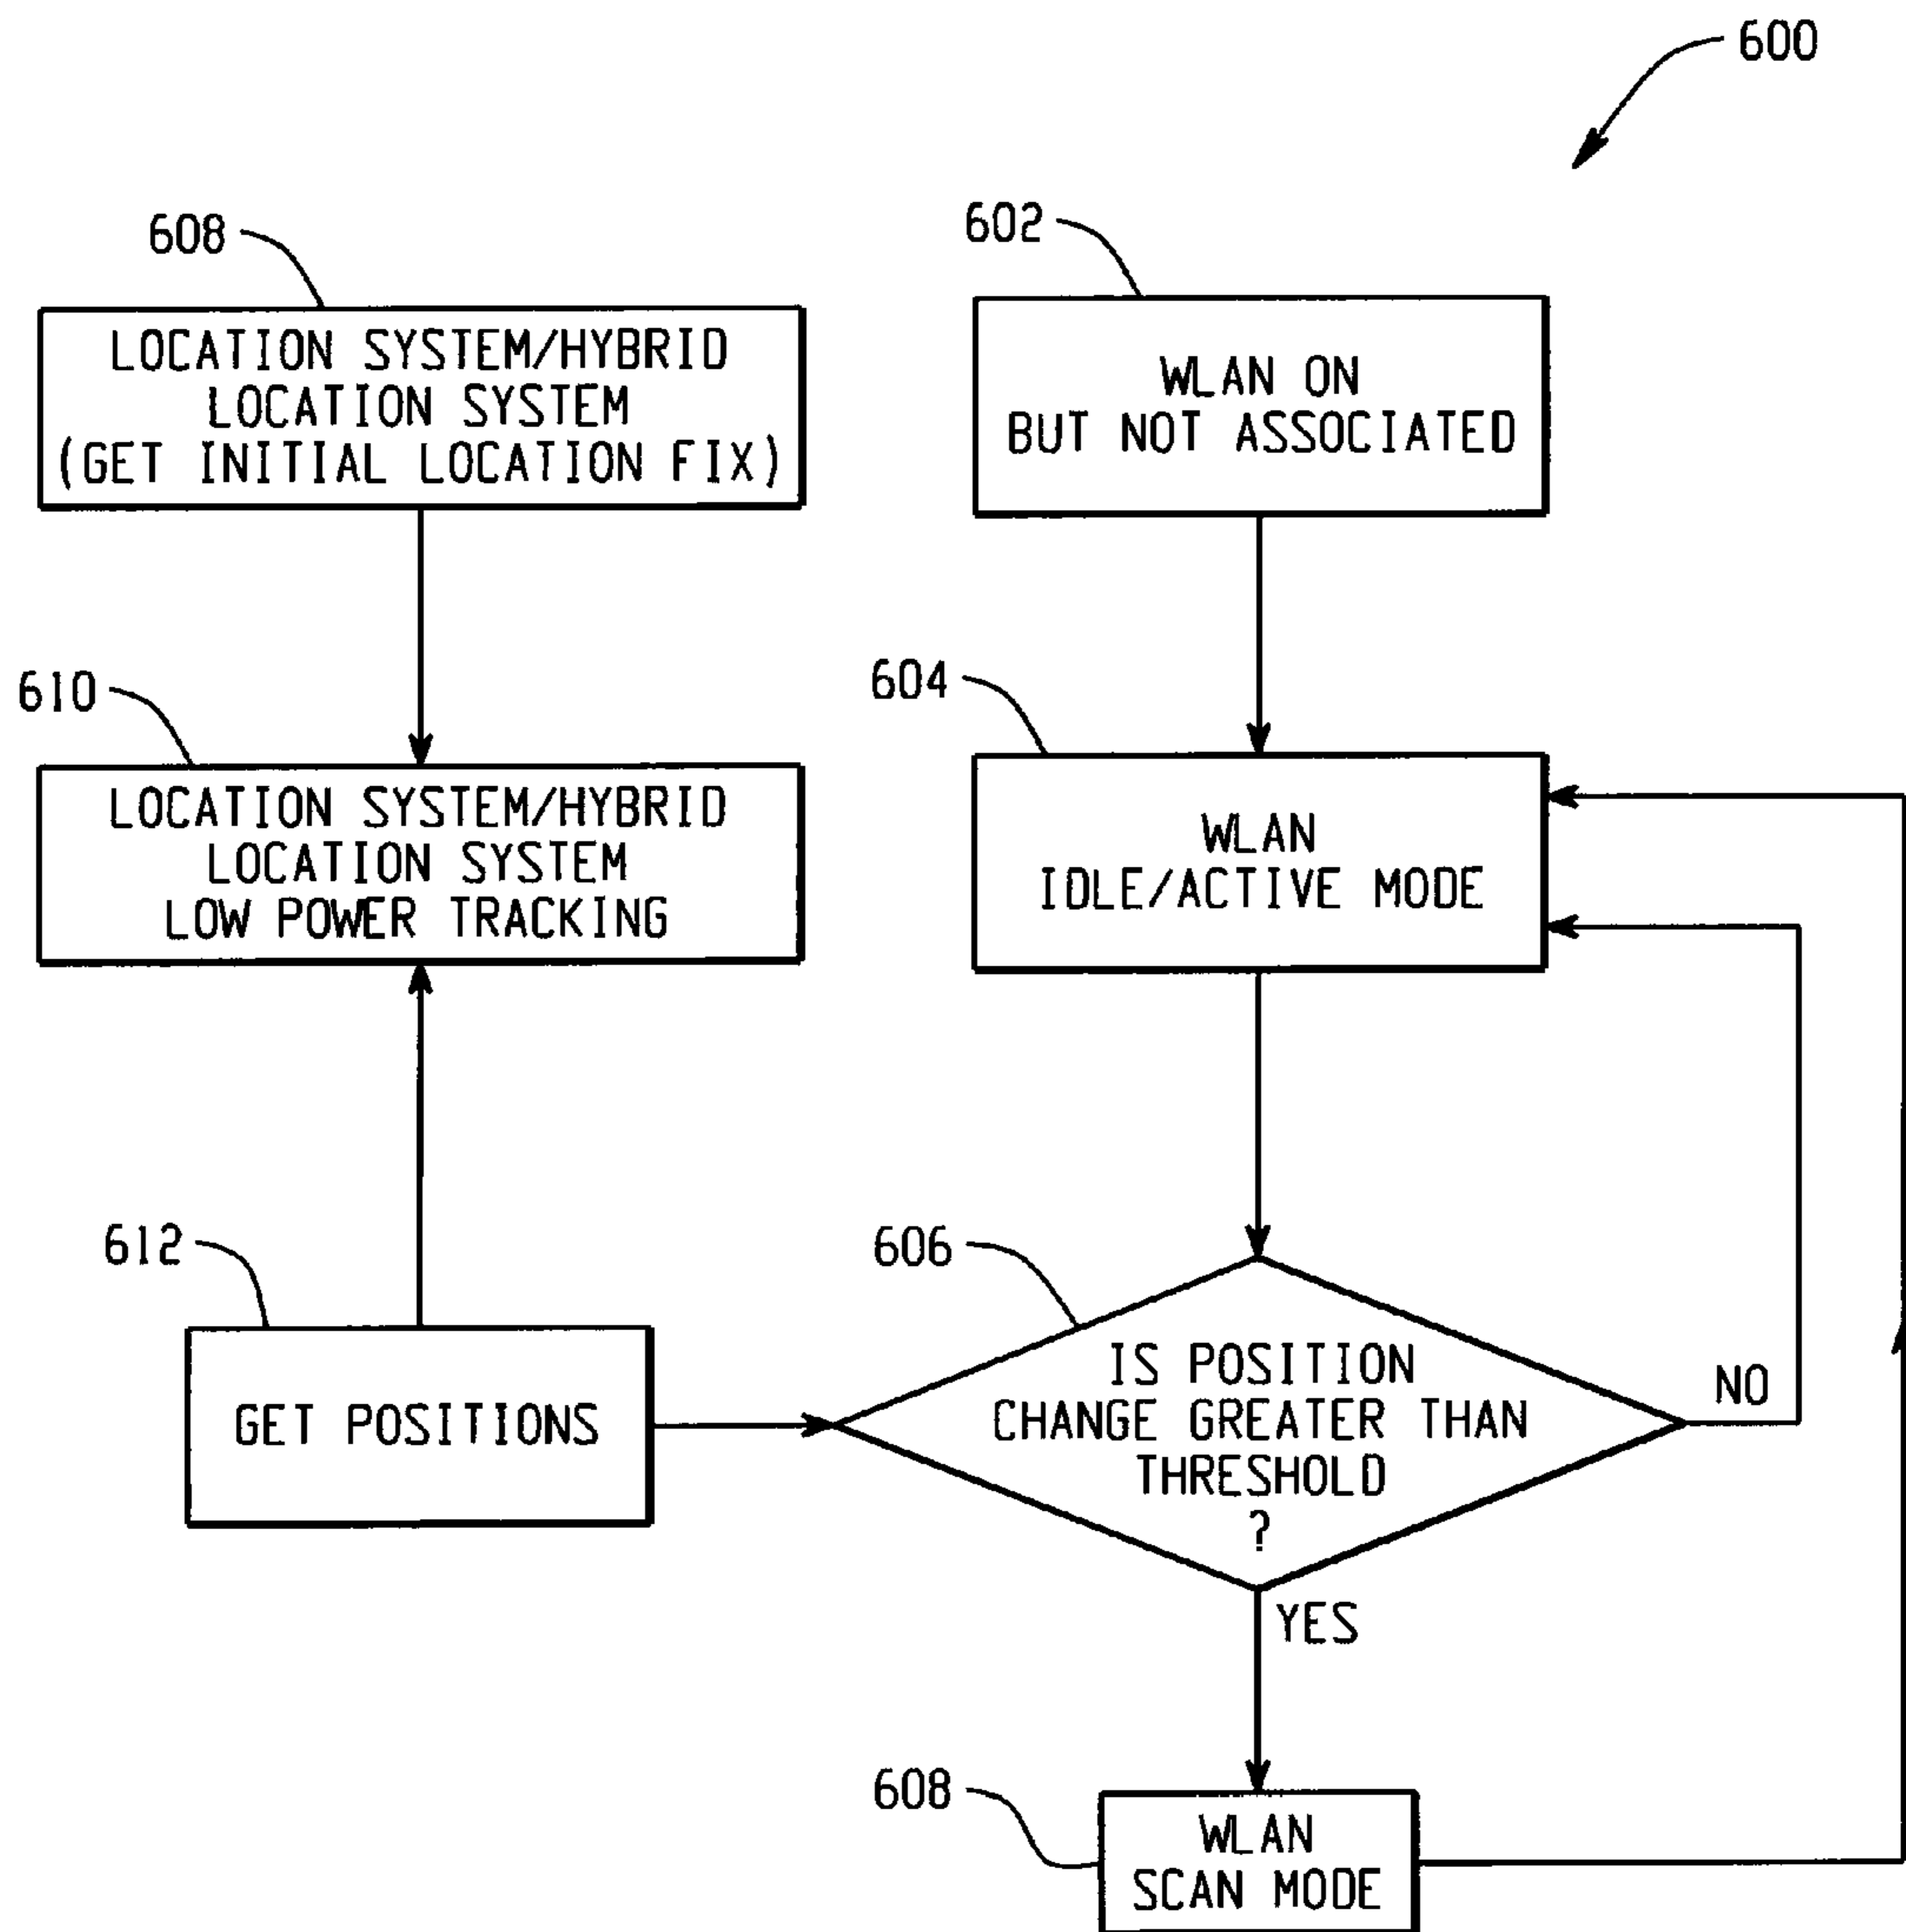 600
608
602
LOCATION SYSTEM/HYBRID
LOCATION SYSTEM
(GET INITIAL LOCATION FIX)
WLAN ON
BUT NOT ASSOCIATED
610
604
LOCATION SYSTEM/HYBRID
LOCATION SYSTEM
LOW POWER TRACKING
WLAN
IDLE/ACTIVE MODE
612
606
GET POSITIONS
IS POSITION
CHANGE GREATER THAN
THRESHOLD
?
NO
YES
608
WLAN
SCAN MODE